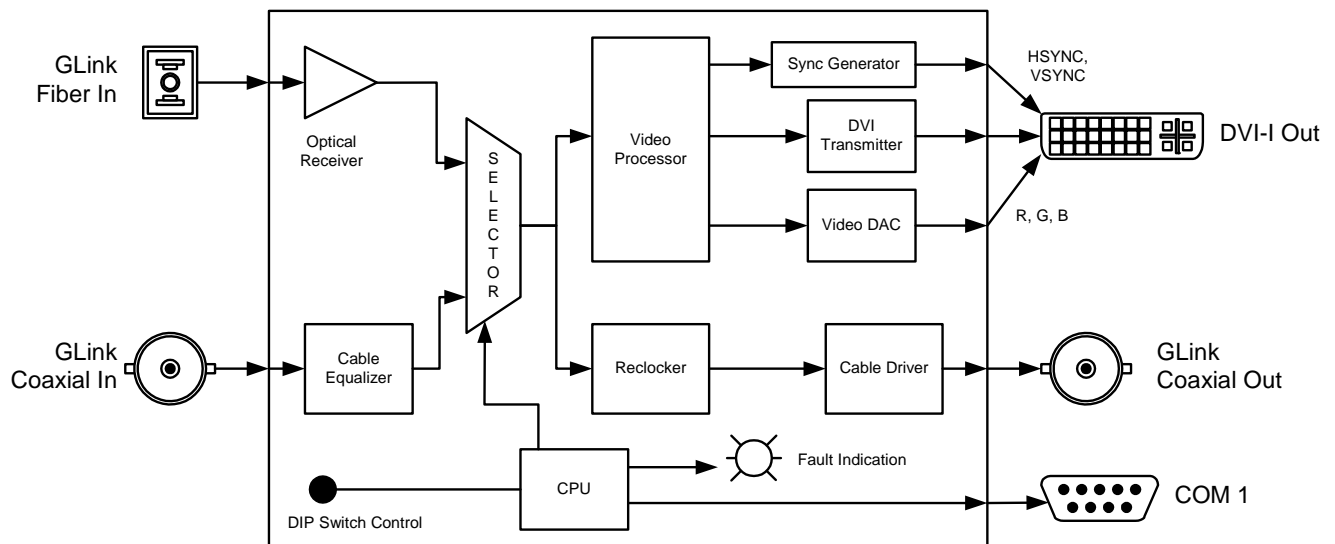 GLink
Fiber In
Optical
Receiver
SELECTOR
Video
Processor
Sync Generator
DVI
Transmitter
Video DAC
HSYNC,
VSYNC
DVI-I Out
R, G, B
GLink
Coaxial In
Cable
Equalizer
Reclocker
Cable Driver
GLink
Coaxial Out
CPU
Fault Indication
DIP Switch Control
COM 1